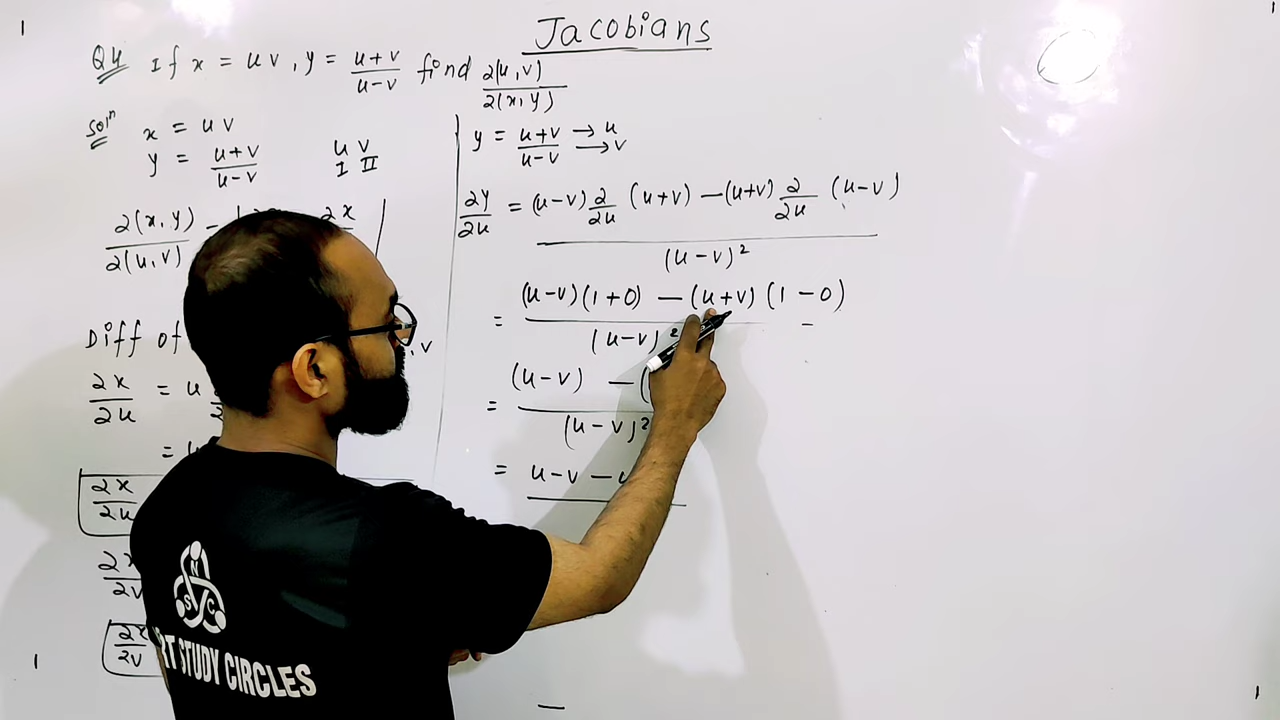 Jacobians
Q4 If x = uv, y = u+v/u-v find ∂(u,v)/∂(x,y)
Soln x = uv
y = u+v/u-v
u v
I II
∂(x,y)/∂(u,v)
∂x
Diff of
, v
∂x/∂u = u
= u
∂x/∂u
∂x/∂v
∂x/∂v
y = u+v/u-v → u → v
∂y/∂u = (u-v) ∂/∂u (u+v) - (u+v) ∂/∂u (u-v) / (u-v)²
= (u-v)(1+0) - (u+v)(1-0) / (u-v)²
= (u-v) - ( / (u-v)²
= u-v-u
N
S C
RT STUDY CIRCLES